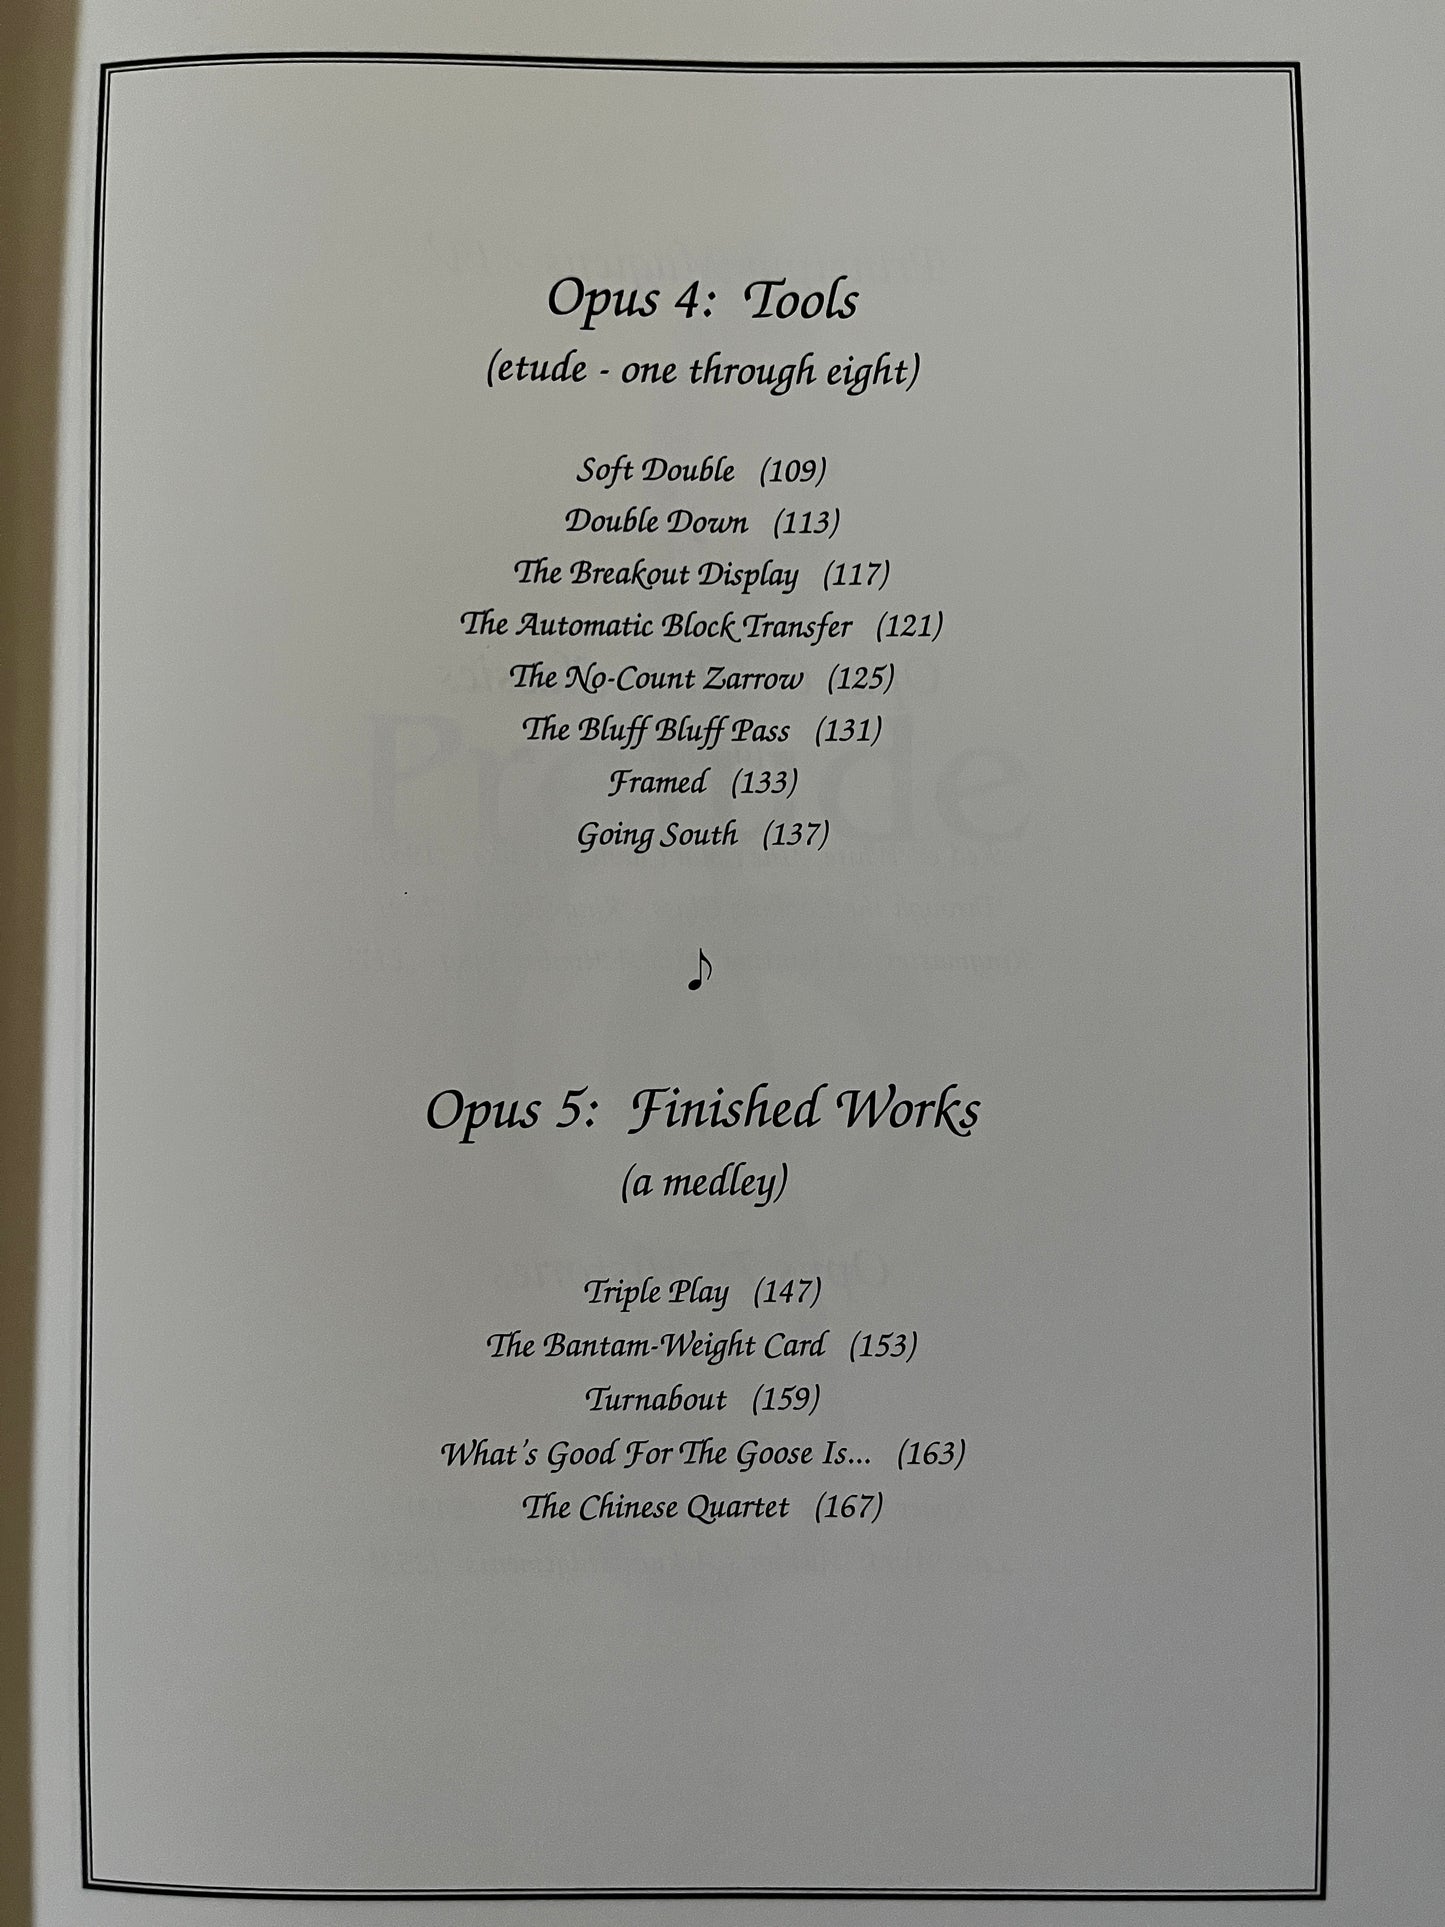 Opus 4: Tools
(etude - one through eight)
Soft Double (109)
Double Down (113)
The Breakout Display (117)
The Automatic Block Transfer (121)
The No-Count Zarrow (125)
The Bluff Bluff Pass (131)
Framed (133)
Going South (137)
Opus 5: Finished Works
(a medley)
Triple Play (147)
The Bantam-Weight Card (153)
Turnabout (159)
What's Good For The Goose Is... (163)
The Chinese Quartet (167)